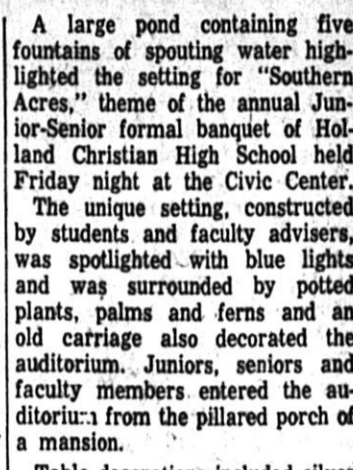 A large pond containing five
fountains of spouting water high-
lighted the setting for "Southern
Acres," theme of the annual Jun-
ior-Senior formal banquet of Hol-
land Christian High School held
Friday night at the Civic Center.
The unique setting, constructed
by students and faculty advisers,
was spotlighted with blue lights
and was surrounded by potted
plants, palms and ferns and an
old carriage also decorated the
auditorium. Juniors, seniors and
faculty members entered the au-
ditorium from the pillared porch of
a mansion.